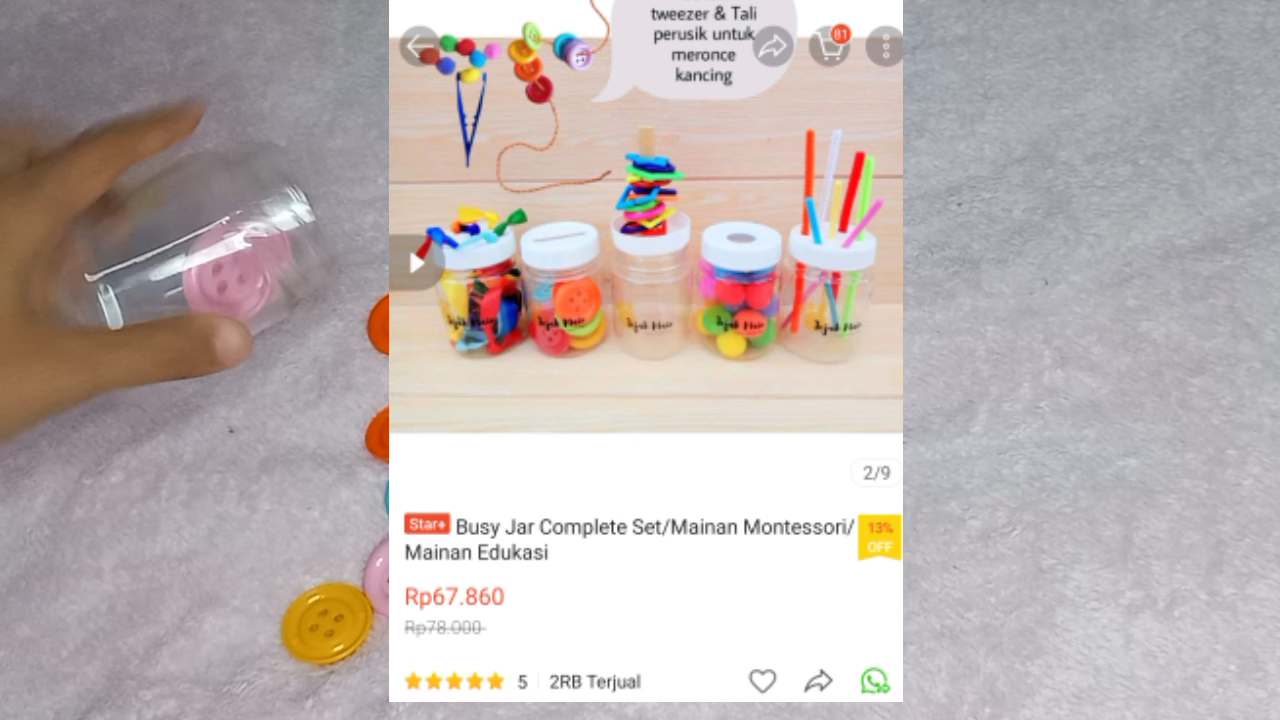 tweezer & Tali
perusik untuk
meronce
kancing
81
2/9
Star+ Busy Jar Complete Set/Mainan Montessori/
Mainan Edukasi
13%
OFF
Rp67.860
Rp78.000
5 2RB Terjual